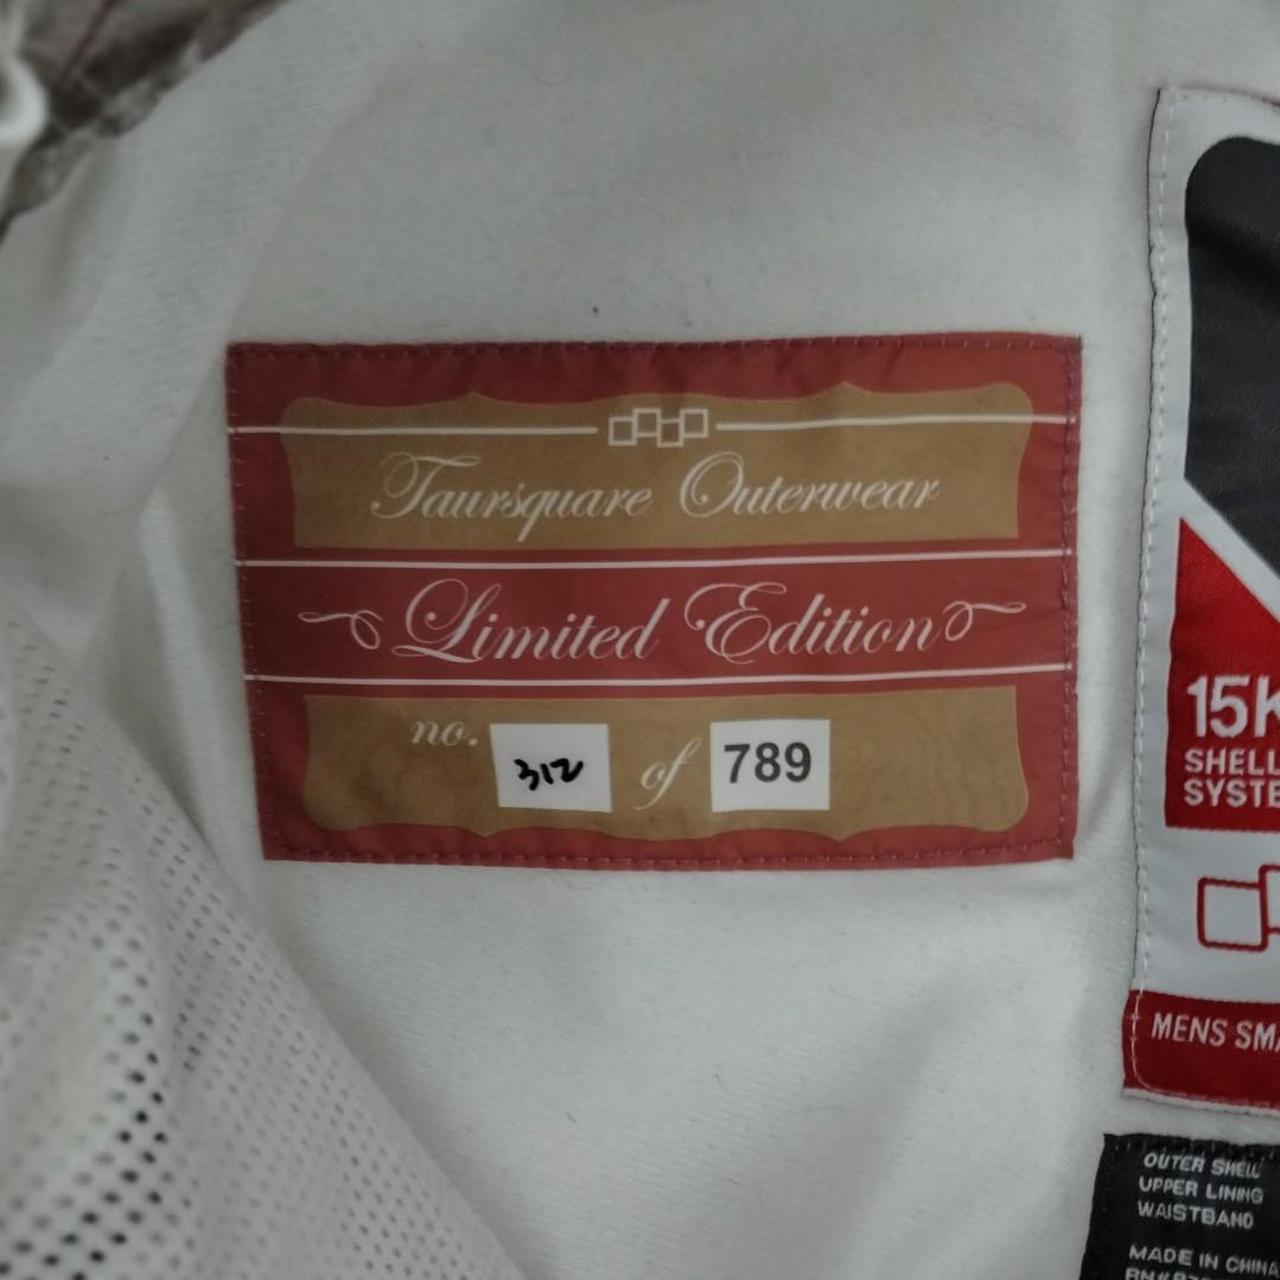 Taursquare Outerwear
Limited Edition
no. 312 of 789
15K
SHELL
SYSTE
MENS SMA
OUTER SHELL
UPPER LINING
WAISTBAND
MADE IN CHINA